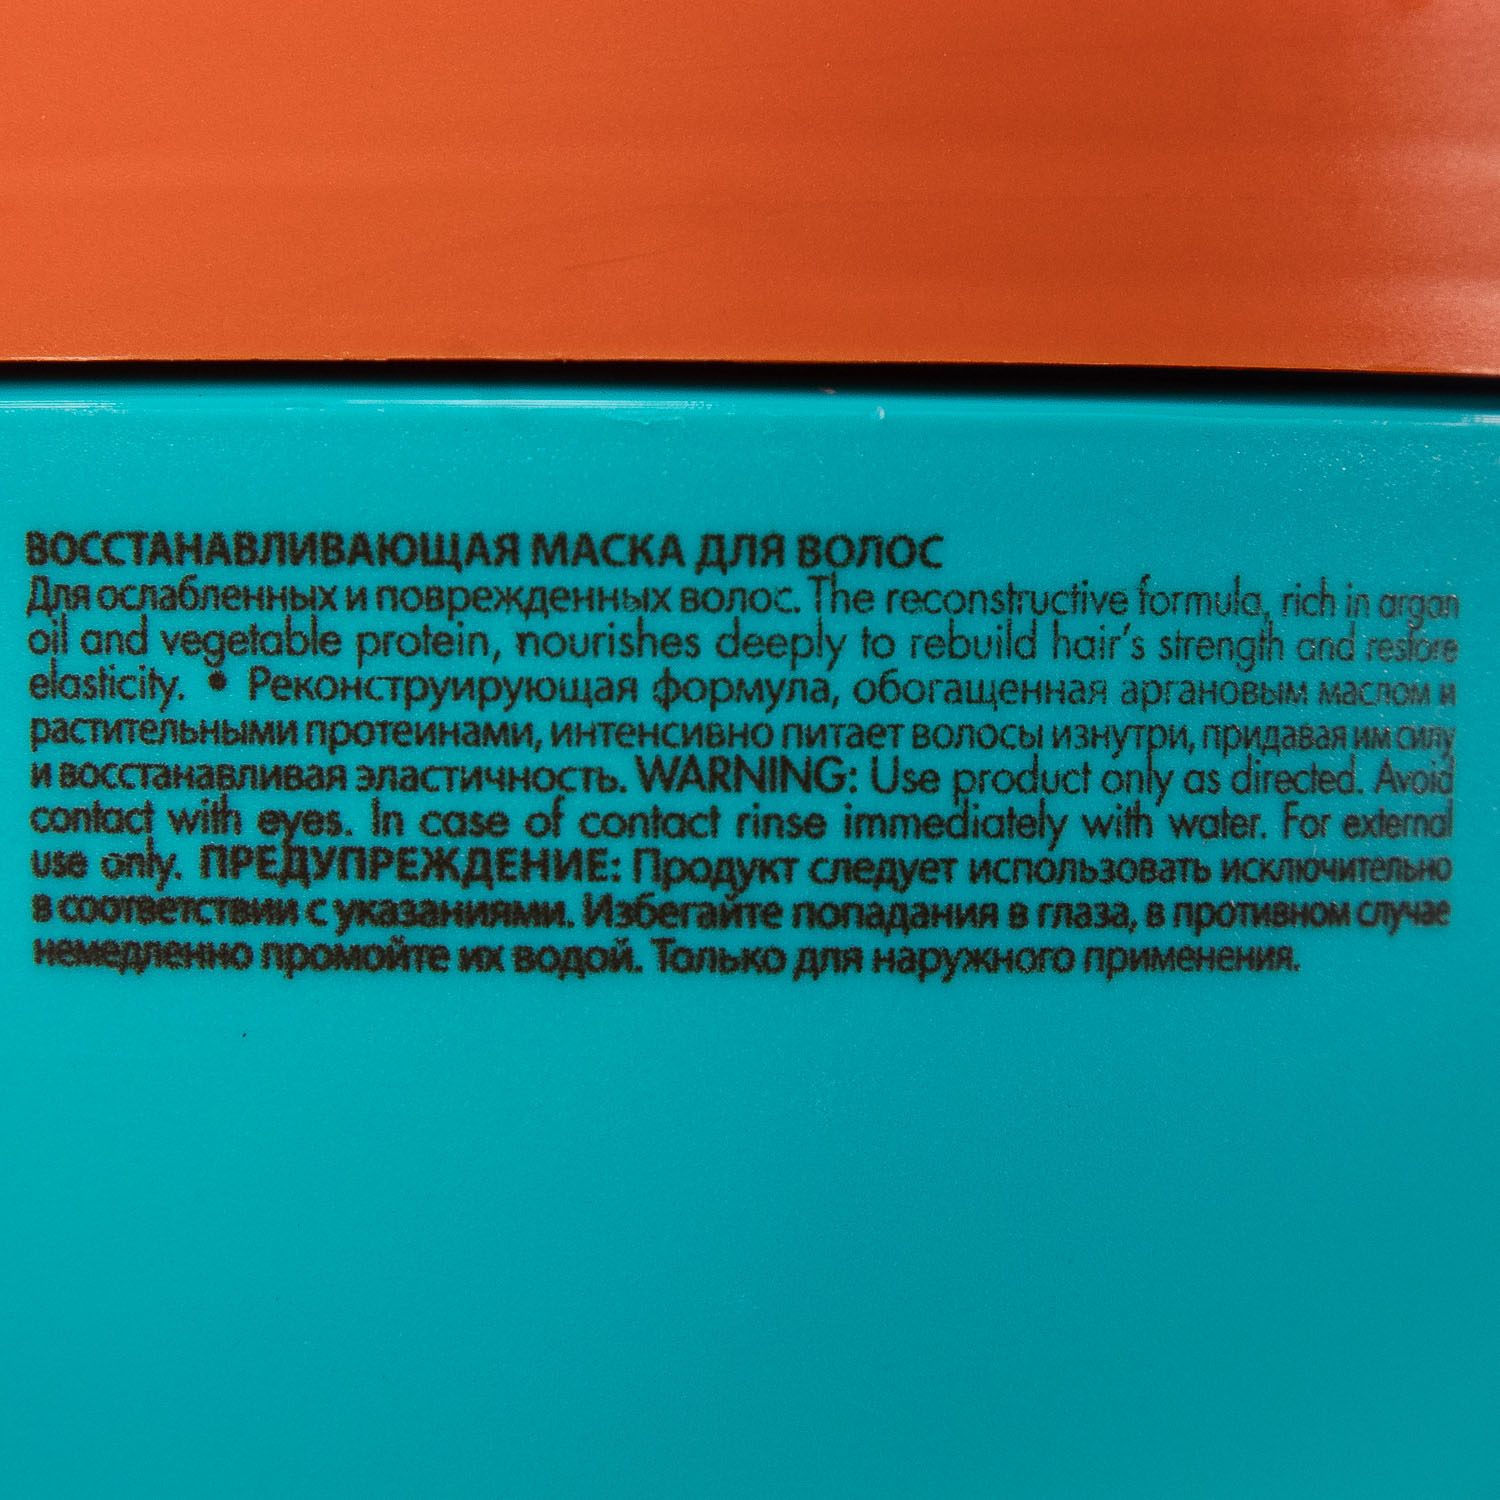 ВОССТАНАВЛИВАЮЩАЯ МАСКА ДЛЯ ВОЛОС
Для ослабленных и поврежденных волос. The reconstructive formula, rich in argan
oil and vegetable protein, nourishes deeply to rebuild hair's strength and restore
elasticity. • Реконструирующая формула, обогащенная аргановым маслом и
растительными протеинами, интенсивно питает волосы изнутри, придавая им силу
и восстанавливая эластичность. WARNING: Use product only as directed. Avoid
contact with eyes. In case of contact rinse immediately with water. For external
use only. ПРЕДУПРЕЖДЕНИЕ: Продукт следует использовать исключительно
в соответствии с указаниями. Избегайте попадания в глаза, в противном случае
немедленно промойте их водой. Только для наружного применения.